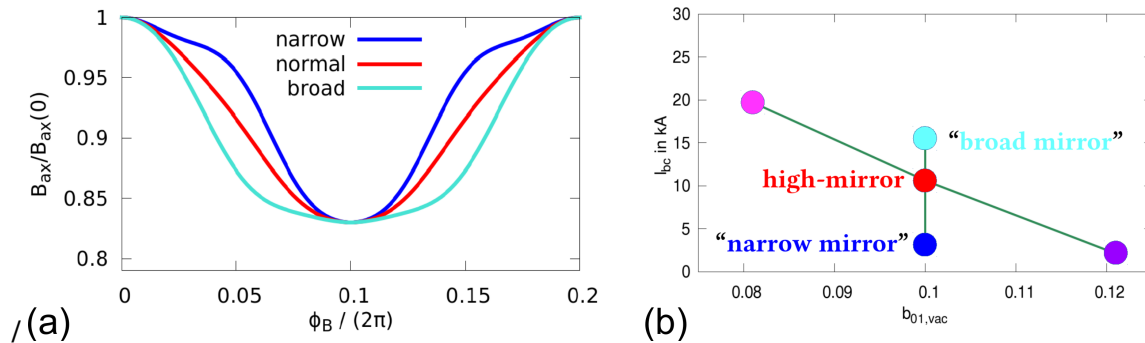 1
0.95
0.9
0.85
0.8
B_ax/B_ax(0)
narrow
normal
broad
0 0.05 0.1 0.15 0.2
ϕ_B / (2π)
/ (a)
30
25
20
15
10
5
0
I_bc in kA
“broad mirror”
high-mirror
“narrow mirror”
0.08 0.09 0.1 0.11 0.12
b_01,vac
(b)